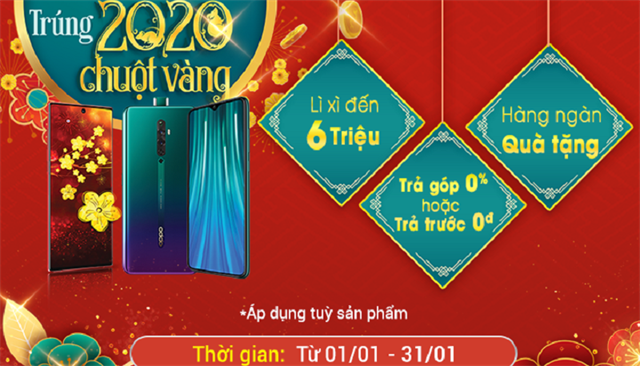 Trúng 2020
chuột vàng
Lì xì đến
6 Triệu
Hàng ngàn
Quà tặng
Trả góp 0%
hoặc
Trả trước 0đ
oppo
*Áp dụng tuỳ sản phẩm
Thời gian: Từ 01/01 - 31/01